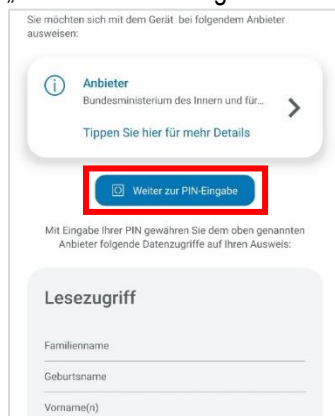 Sie möchten sich mit dem Gerät bei folgendem Anbieter
ausweisen:
Anbieter
Bundesministerium des Innern und für...
Tippen Sie hier für mehr Details
Weiter zur PIN-Eingabe
Mit Eingabe Ihrer PIN gewähren Sie dem oben genannten
Anbieter folgende Datenzugriffe auf Ihren Ausweis:
Lesezugriff
Familienname
Geburtsname
Vorname(n)